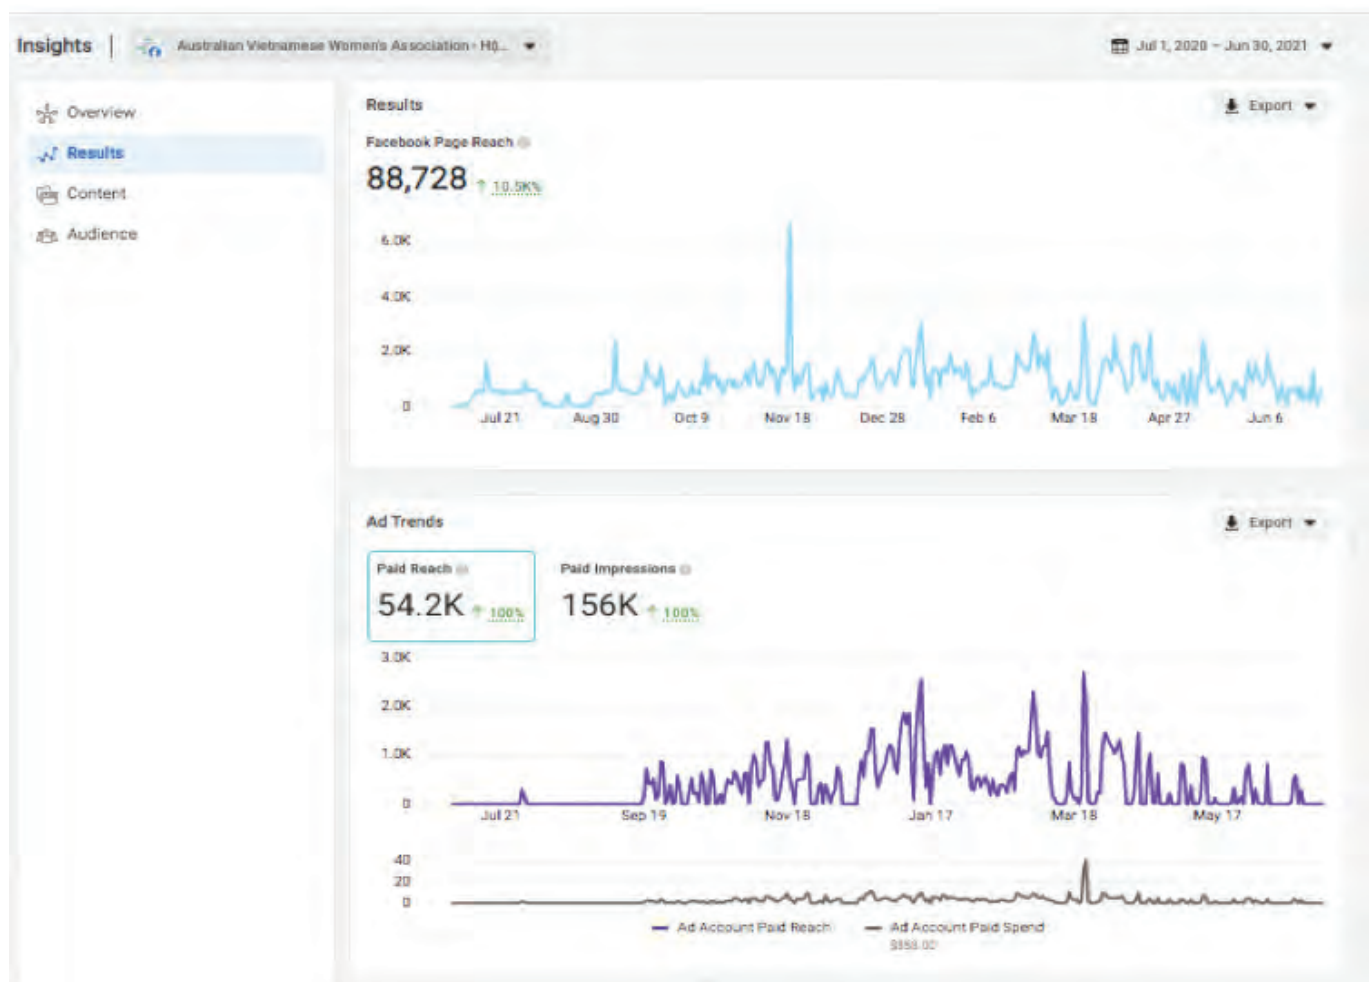 Insights
Australian Vietnamese Women's Association - Hộ...
Jul 1, 2020 – Jun 30, 2021
Overview
Results
Content
Audience
Results
Export
Facebook Page Reach
88,728 ↑ 10.5K%
6.0K
4.0K
2.0K
0
Jul 21 Aug 30 Oct 9 Nov 18 Dec 28 Feb 6 Mar 18 Apr 27 Jun 6
Ad Trends
Export
Paid Reach
54.2K ↑ 100%
Paid Impressions
156K ↑ 100%
3.0K
2.0K
1.0K
0
Jul 21 Sep 19 Nov 18 Jan 17 Mar 18 May 17
40
20
0
Ad Account Paid Reach
Ad Account Paid Spend